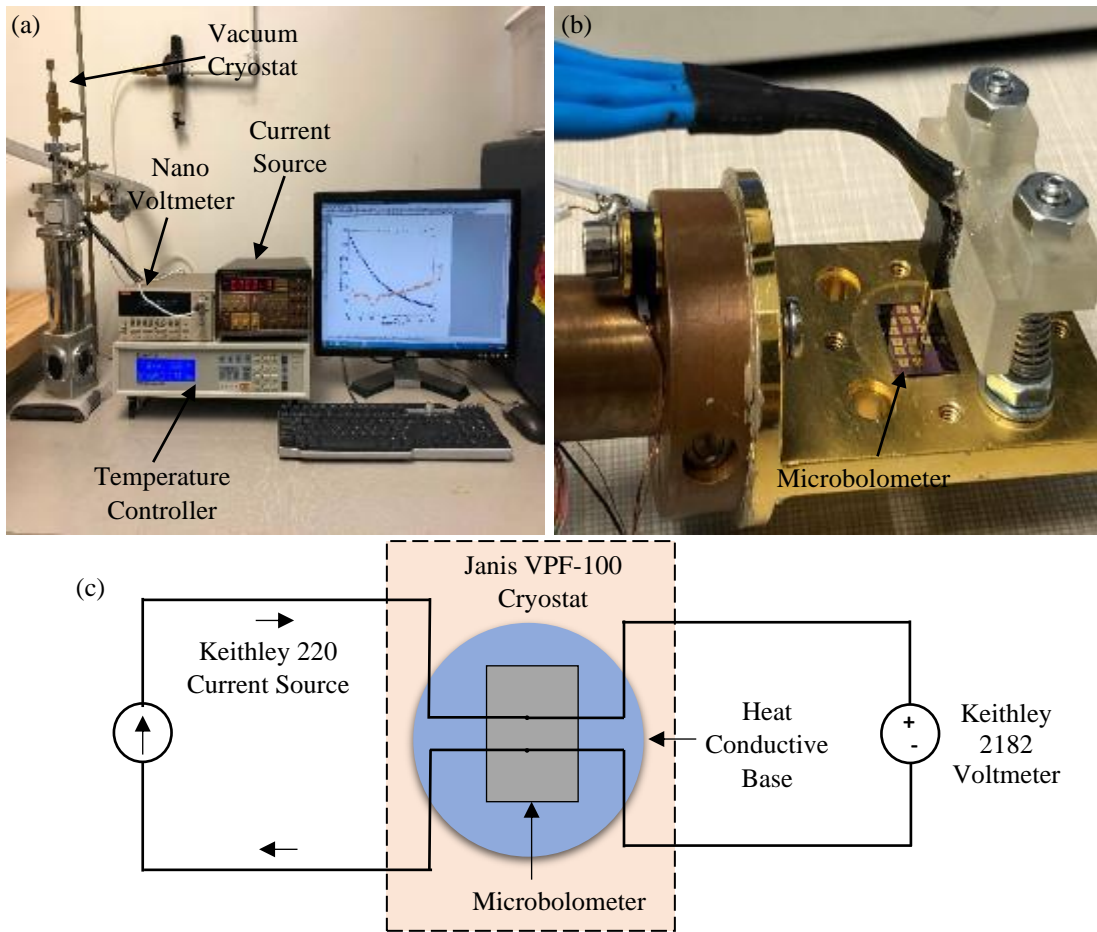 (a)
Vacuum
Cryostat
Nano
Voltmeter
Current
Source
Temperature
Controller
(b)
Microbolometer
(c)
Janis VPF-100
Cryostat
Keithley 220
Current Source
Heat
Conductive
Base
+
-
Keithley
2182
Voltmeter
Microbolometer